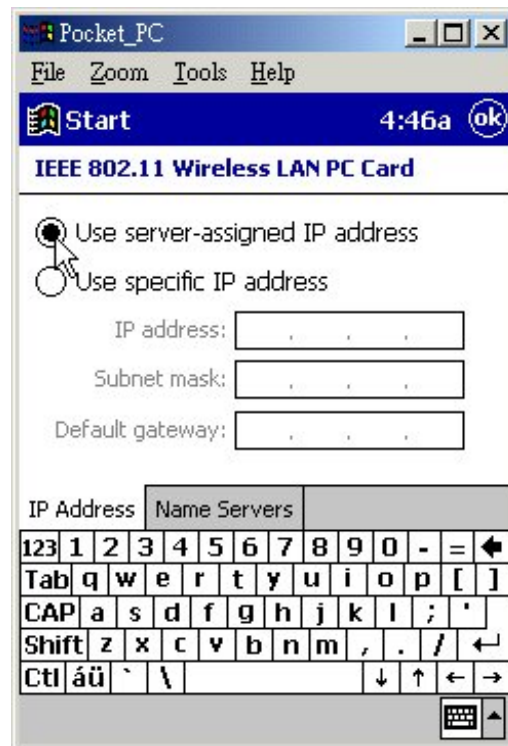 Pocket_PC
File Zoom Tools Help
Start 4:46a ok
IEEE 802.11 Wireless LAN PC Card
Use server-assigned IP address
Use specific IP address
IP address: . . .
Subnet mask: . . .
Default gateway: . . .
IP Address Name Servers
123 1 2 3 4 5 6 7 8 9 0 - = ←
Tab q w e r t y u i o p [ ]
CAP a s d f g h j k l ; '
Shift z x c v b n m , . / ↵
Ctl áü ` \ ↓ ↑ ← →